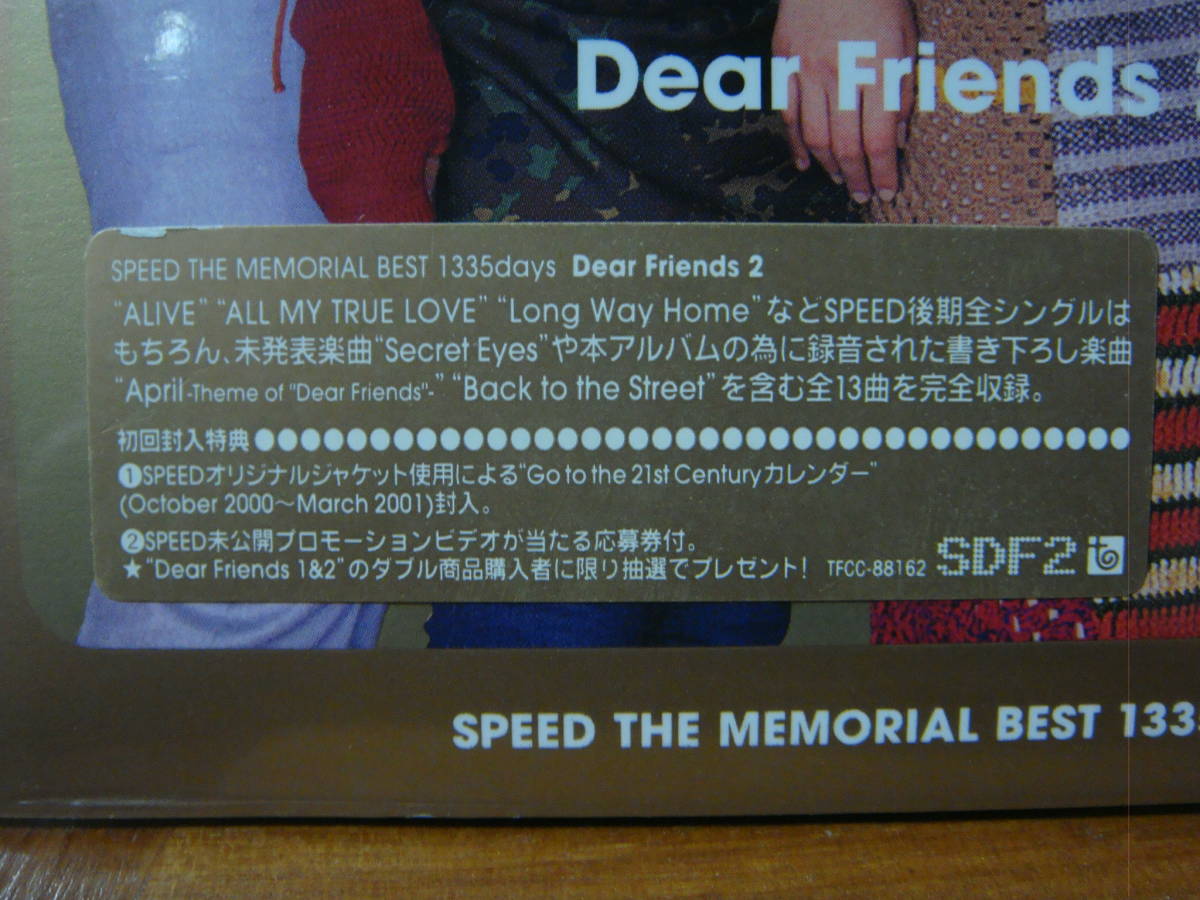 Dear Friends
SPEED THE MEMORIAL BEST 1335days Dear Friends 2
“ALIVE” “ALL MY TRUE LOVE” “Long Way Home”などSPEED後期全シングルは
もちろん、未発表楽曲“Secret Eyes”や本アルバムの為に録音された書き下ろし楽曲
“April-Theme of "Dear Friends"-” “Back to the Street”を含む全13曲を完全収録。
初回封入特典●●●●●●●●●●●●●●●●●●●●●●●●●●●●●●●●●●●●●
❶SPEEDオリジナルジャケット使用による“Go to the 21st Centuryカレンダー”
(October 2000〜March 2001)封入。
❷SPEED未公開プロモーションビデオが当たる応募券付。
★“Dear Friends 1&2”のダブル商品購入者に限り抽選でプレゼント! TFCC-88162 SDF2
SPEED THE MEMORIAL BEST 133